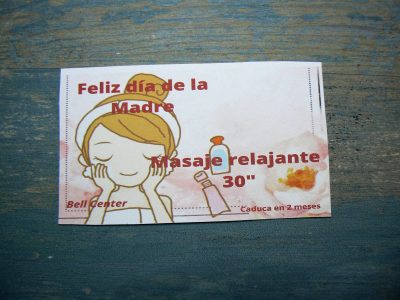 Feliz día de la
Madre
Masaje relajante
30"
Bell Center
Caduca en 2 meses